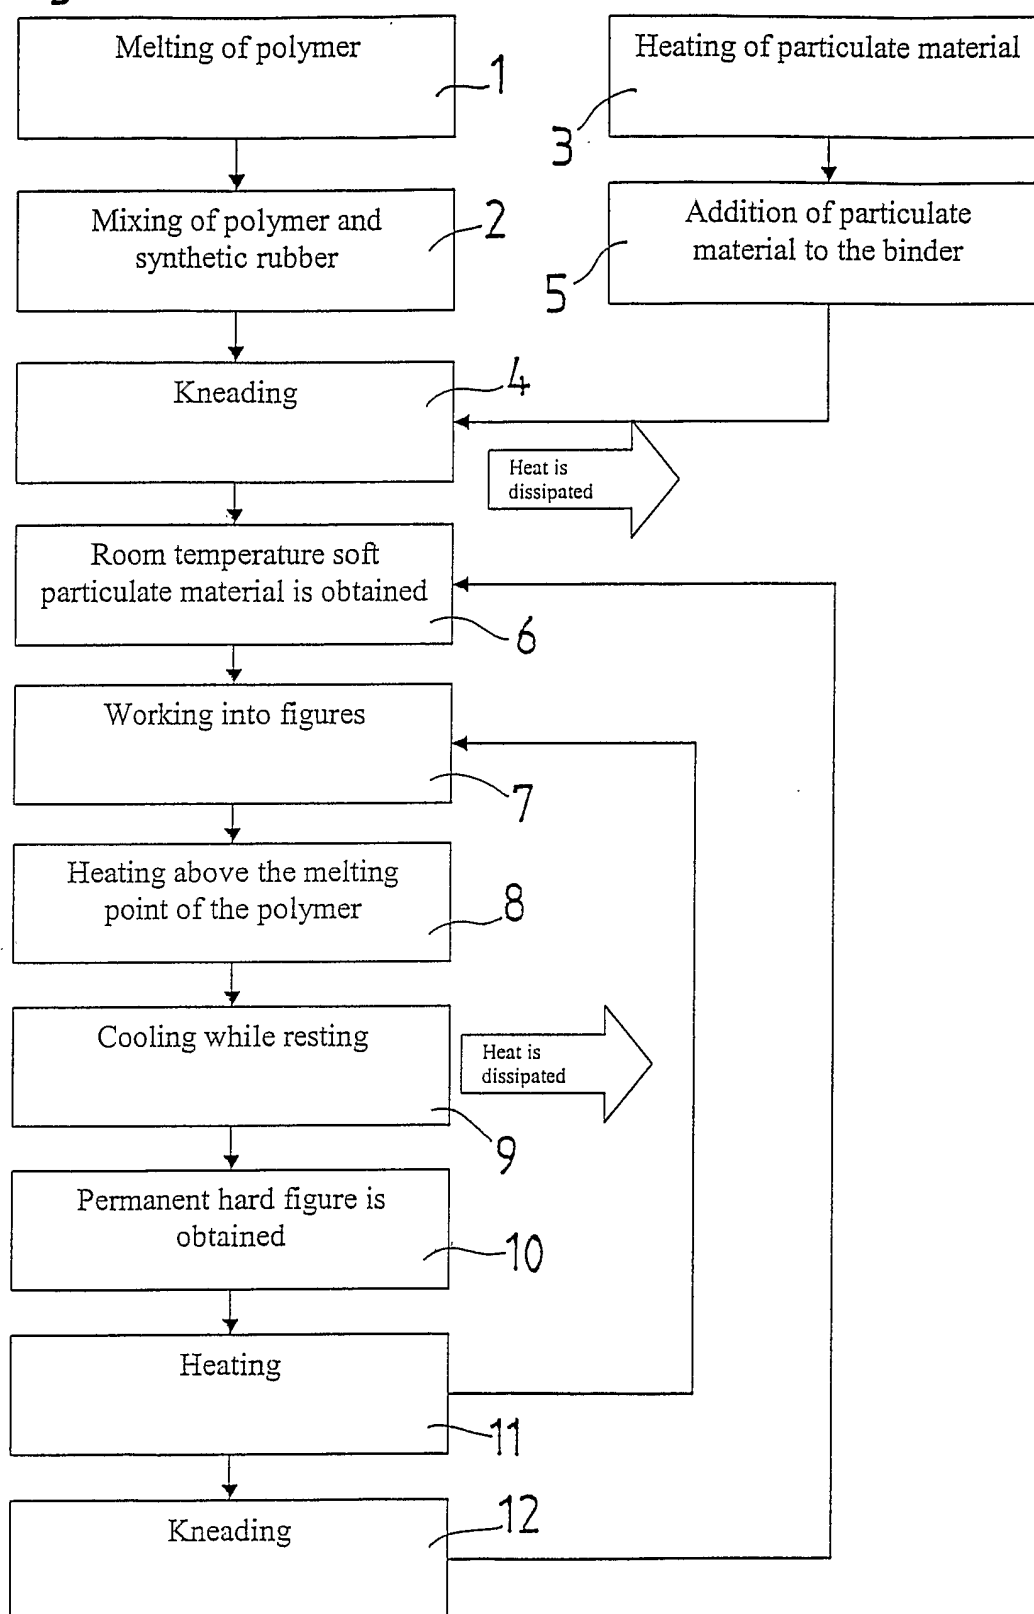 Melting of polymer
1
Heating of particulate material
3
Mixing of polymer and
synthetic rubber
2
Addition of particulate
material to the binder
5
Kneading
4
Heat is
dissipated
Room temperature soft
particulate material is obtained
6
Working into figures
7
Heating above the melting
point of the polymer
8
Cooling while resting
9
Heat is
dissipated
Permanent hard figure is
obtained
10
Heating
11
Kneading
12